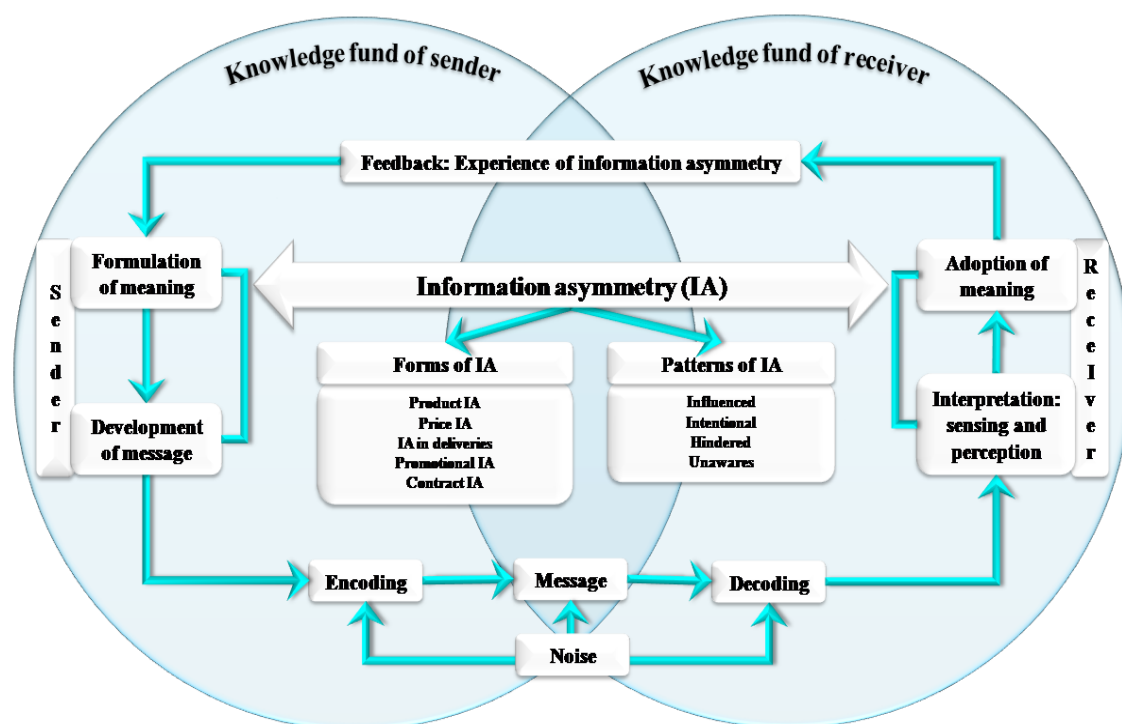 Knowledge fund of sender
Knowledge fund of receiver
Feedback: Experience of information asymmetry
Sender
Formulation
of meaning
Information asymmetry (IA)
Adoption of
meaning
ReceIver
Forms of IA
Patterns of IA
Product IA
Price IA
IA in deliveries
Promotional IA
Contract IA
Influenced
Intentional
Hindered
Unawares
Development
of message
Interpretation:
sensing and
perception
Encoding
Message
Decoding
Noise